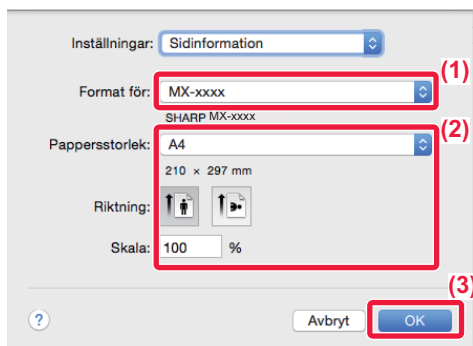 Inställningar: Sidinformation
(1)
Format för: MX-xxxx
SHARP MX-xxxx
(2)
Pappersstorlek: A4
210 × 297 mm
Riktning:
Skala: 100 %
(3)
? Avbryt OK